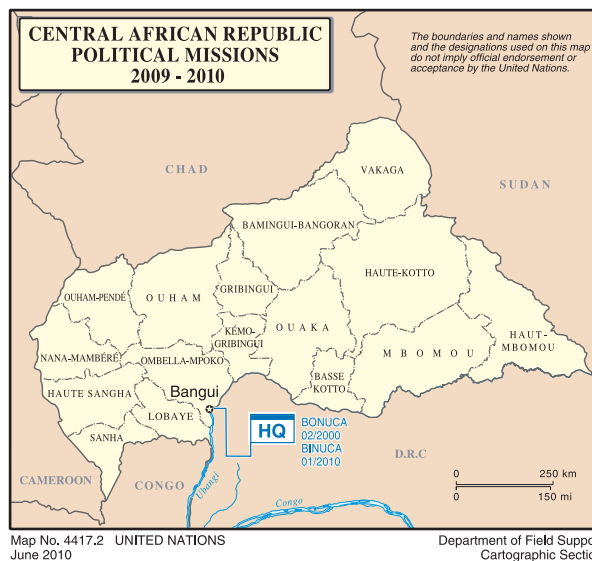 CENTRAL AFRICAN REPUBLIC
POLITICAL MISSIONS
2009 - 2010
The boundaries and names shown
and the designations used on this map
do not imply official endorsement or
acceptance by the United Nations.
CHAD
SUDAN
VAKAGA
BAMINGUI-BANGORAN
HAUTE-KOTTO
GRIBINGUI
OUHAM-PENDÉ
OUHAM
OUAKA
KÉMO-
GRIBINGUI
HAUT-
MBOMOU
MBOMOU
NANA-MAMBÉRÉ
OMBELLA-MPOKO
BASSE
KOTTO
HAUTE SANGHA
Bangui
LOBAYE
SANHA
HQ
BONUCA
02/2000
BINUCA
01/2010
D.R.C
CAMEROON
CONGO
Ubangi
Congo
0 250 km
0 150 mi
Map No. 4417.2 UNITED NATIONS
June 2010
Department of Field Suppo
Cartographic Sectio